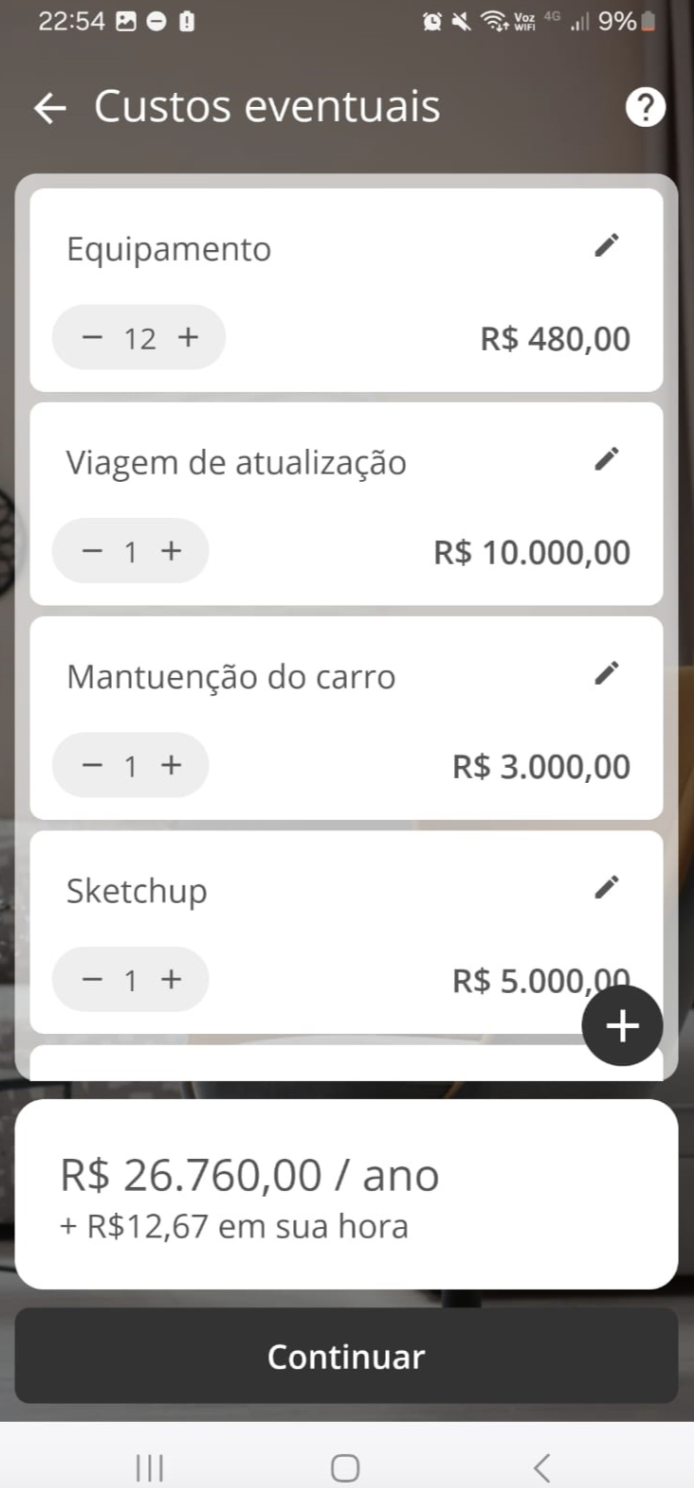 22:54 Voz WiFi 4G 9%
Custos eventuais ?
Equipamento
− 12 + R$ 480,00
Viagem de atualização
− 1 + R$ 10.000,00
Mantuenção do carro
− 1 + R$ 3.000,00
Sketchup
− 1 + R$ 5.000,00
+
R$ 26.760,00 / ano
+ R$12,67 em sua hora
Continuar